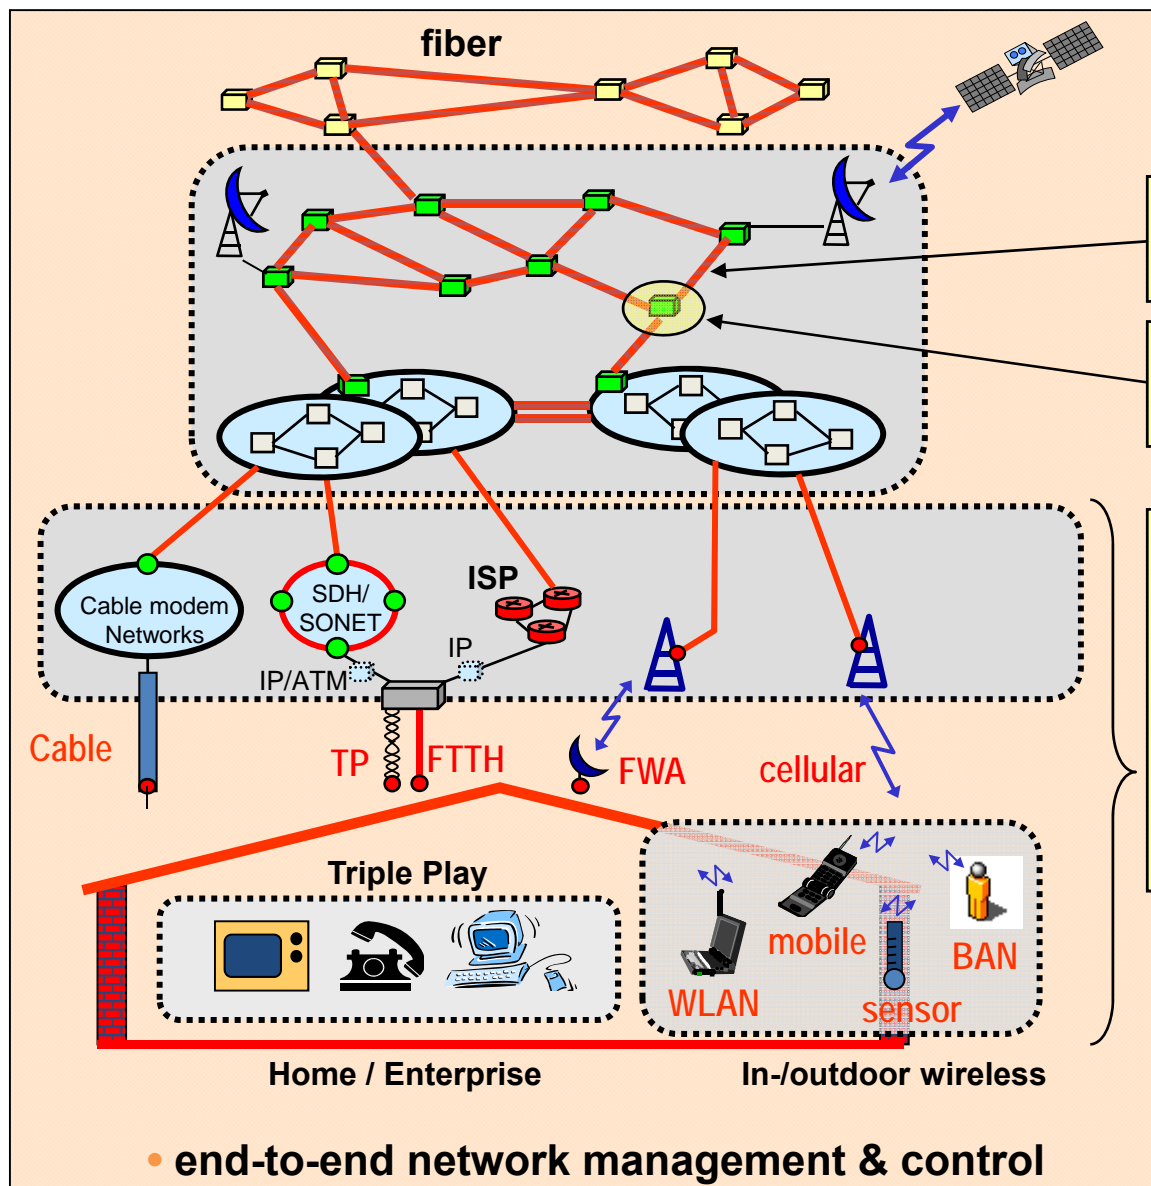 fiber
ISP
SDH/
SONET
Cable modem
Networks
IP
IP/ATM
Cable
TP
FTTH
FWA
cellular
Triple Play
mobile
BAN
WLAN
sensor
Home / Enterprise
In-/outdoor wireless
• end-to-end network management & control